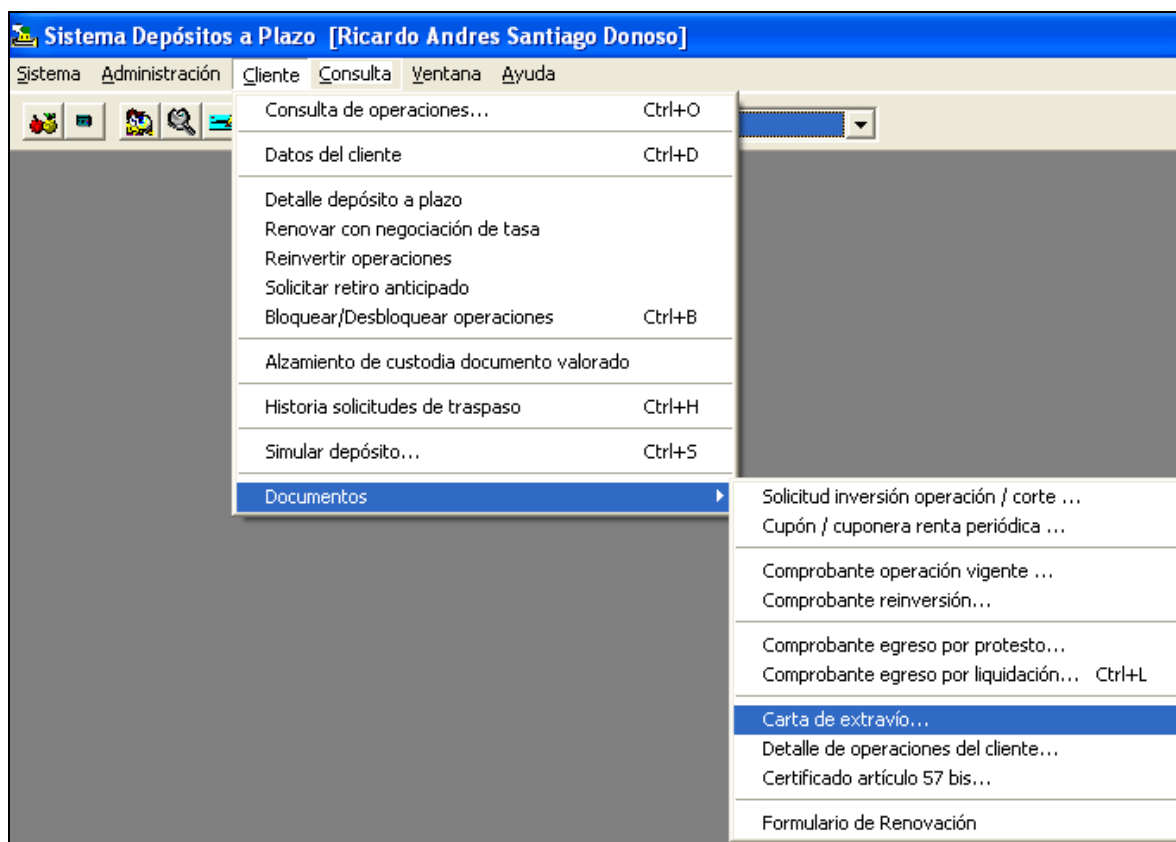 Sistema Depósitos a Plazo [Ricardo Andres Santiago Donoso]
Sistema Administración Cliente Consulta Ventana Ayuda
Consulta de operaciones... Ctrl+O
Datos del cliente Ctrl+D
Detalle depósito a plazo
Renovar con negociación de tasa
Reinvertir operaciones
Solicitar retiro anticipado
Bloquear/Desbloquear operaciones Ctrl+B
Alzamiento de custodia documento valorado
Historia solicitudes de traspaso Ctrl+H
Simular depósito... Ctrl+S
Documentos
Solicitud inversión operación / corte ...
Cupón / cuponera renta periódica ...
Comprobante operación vigente ...
Comprobante reinversión...
Comprobante egreso por protesto...
Comprobante egreso por liquidación... Ctrl+L
Carta de extravío...
Detalle de operaciones del cliente...
Certificado artículo 57 bis...
Formulario de Renovación